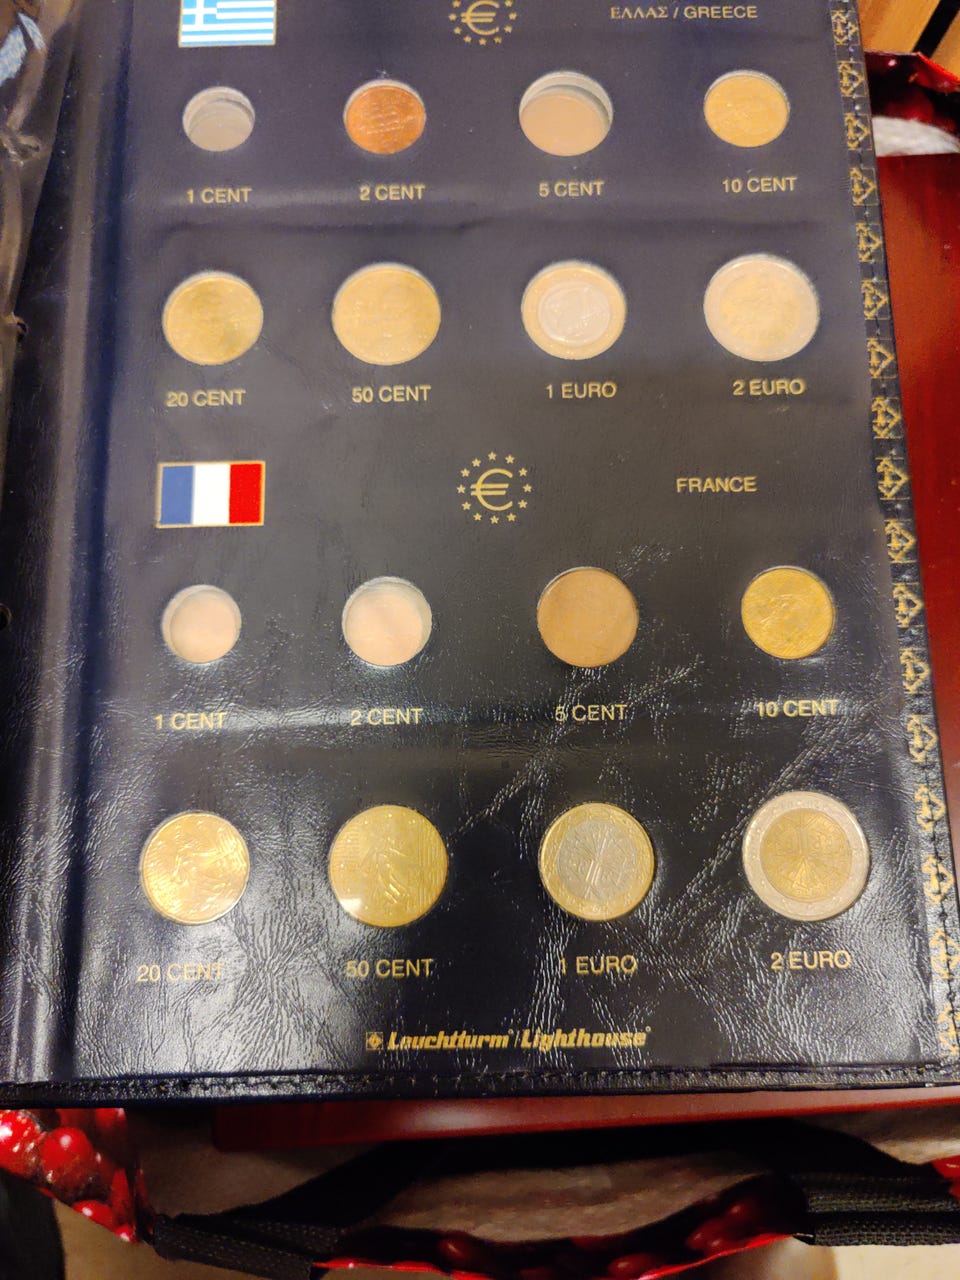 € ΕΛΛΑΣ / GREECE
1 CENT 2 CENT 5 CENT 10 CENT
20 CENT 50 CENT 1 EURO 2 EURO
€ FRANCE
1 CENT 2 CENT 5 CENT 10 CENT
20 CENT 50 CENT 1 EURO 2 EURO
Leuchtturm® Lighthouse®